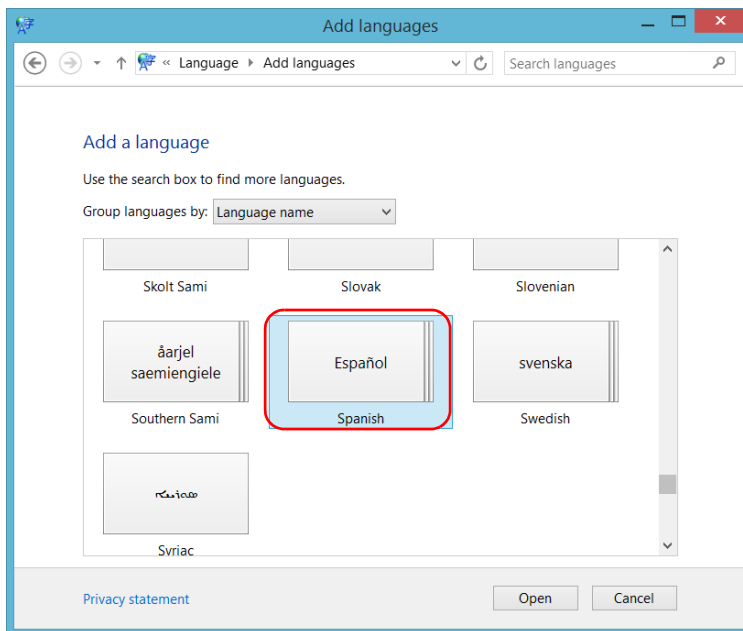 Add languages
« Language Add languages
Search languages
Add a language
Use the search box to find more languages.
Group languages by: Language name
Skolt Sami Slovak Slovenian
åarjel
saemiengiele
Español
svenska
Southern Sami Spanish Swedish
ܣܘܪܝܝܐ
Syriac
Privacy statement
Open Cancel